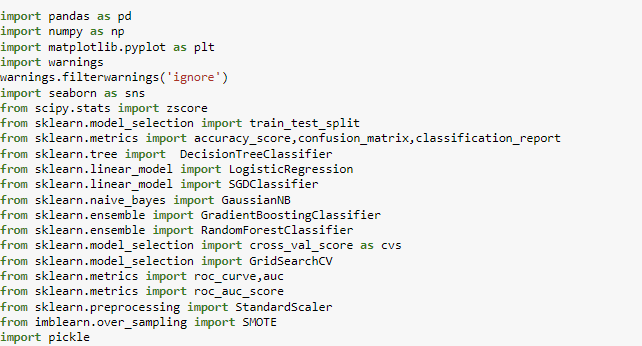 import pandas as pd
import numpy as np
import matplotlib.pyplot as plt
import warnings
warnings.filterwarnings('ignore')
import seaborn as sns
from scipy.stats import zscore
from sklearn.model_selection import train_test_split
from sklearn.metrics import accuracy_score,confusion_matrix,classification_report
from sklearn.tree import  DecisionTreeClassifier
from sklearn.linear_model import LogisticRegression
from sklearn.linear_model import SGDClassifier
from sklearn.naive_bayes import GaussianNB
from sklearn.ensemble import GradientBoostingClassifier
from sklearn.ensemble import RandomForestClassifier
from sklearn.model_selection import cross_val_score as cvs
from sklearn.model_selection import GridSearchCV
from sklearn.metrics import roc_curve,auc
from sklearn.metrics import roc_auc_score
from sklearn.preprocessing import StandardScaler
from imblearn.over_sampling import SMOTE
import pickle